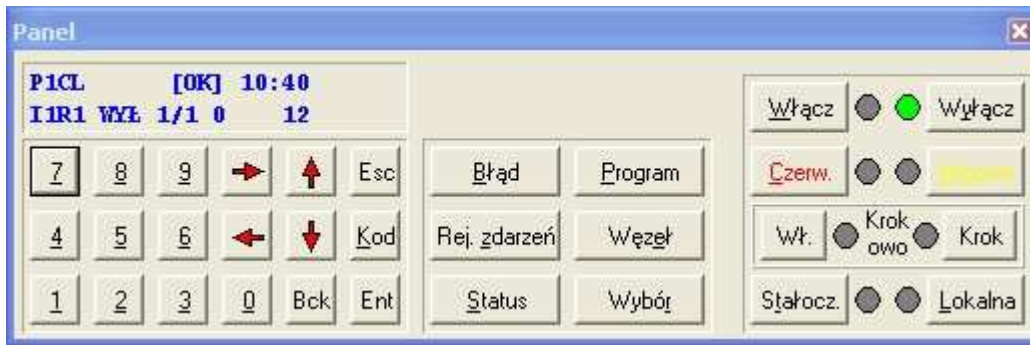 Panel
P1CL [OK] 10:40
I1R1 WYŁ 1/1 0 12
7 8 9 Esc
4 5 6 Kod
1 2 3 0 Bck Ent
Błąd Program
Rej. zdarzeń Węzeł
Status Wybór
Włącz Wyłącz
Czerw.
Wł. Krok owo Krok
Stałocz. Lokalna